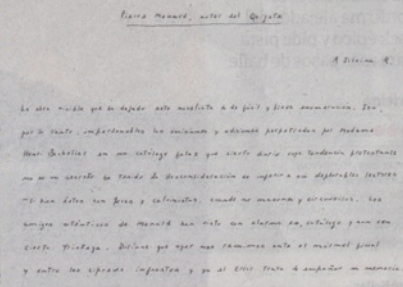 Pierre Menard, autor del Quijote
A Silvina
La obra visible que ha dejado este novelista es de fácil y breve enumeración. Son,
por lo tanto, imperdonables las omisiones y adiciones perpetradas por Madame
Henri Bachelier en un catálogo falaz que cierto diario cuya tendencia protestante
no es un secreto ha tenido la desconsideración de inferir a sus deplorables lectores
— si bien éstos son pocos y calvinistas, cuando no masones y circuncisos. Los
amigos auténticos de Menard han visto con alarma ese catálogo y aun con
cierta tristeza. Diríase que ayer nos reunimos ante el mármol final
y entre los cipreses infaustos y ya el Error trata de empañar su memoria